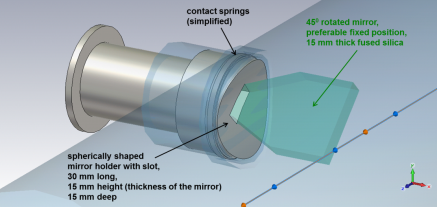 contact springs
(simplified)
45⁰ rotated mirror,
preferable fixed position,
15 mm thick fused silica
spherically shaped
mirror holder with slot,
30 mm long,
15 mm height (thickness of the mirror)
15 mm deep